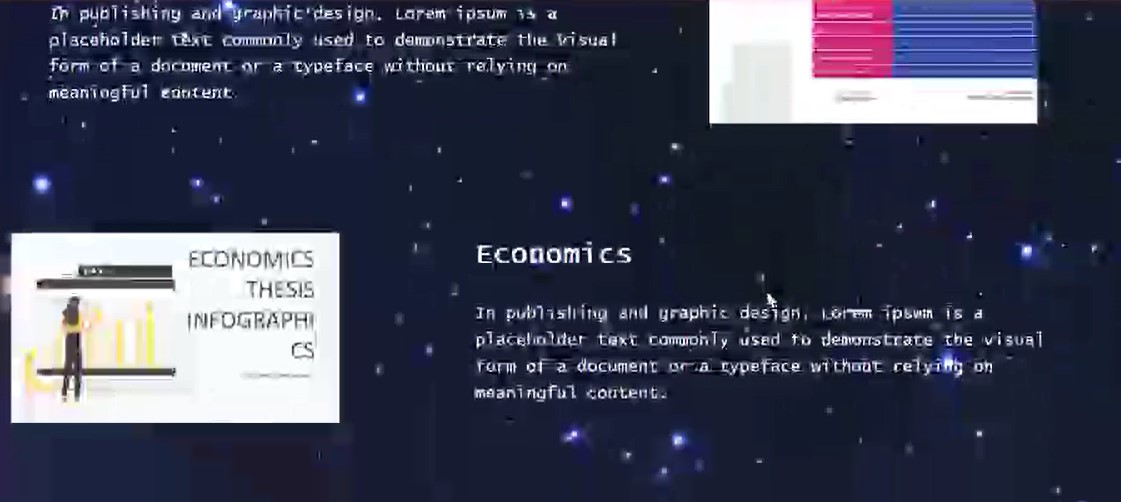 In publishing and graphic design, Lorem ipsum is a
placeholder text commonly used to demonstrate the visual
form of a document or a typeface without relying on
meaningful content.
ECONOMICS
THESIS
INFOGRAPHI
CS
Economics
In publishing and graphic design, Lorem ipsum is a
placeholder text commonly used to demonstrate the visual
form of a document or a typeface without relying on
meaningful content.